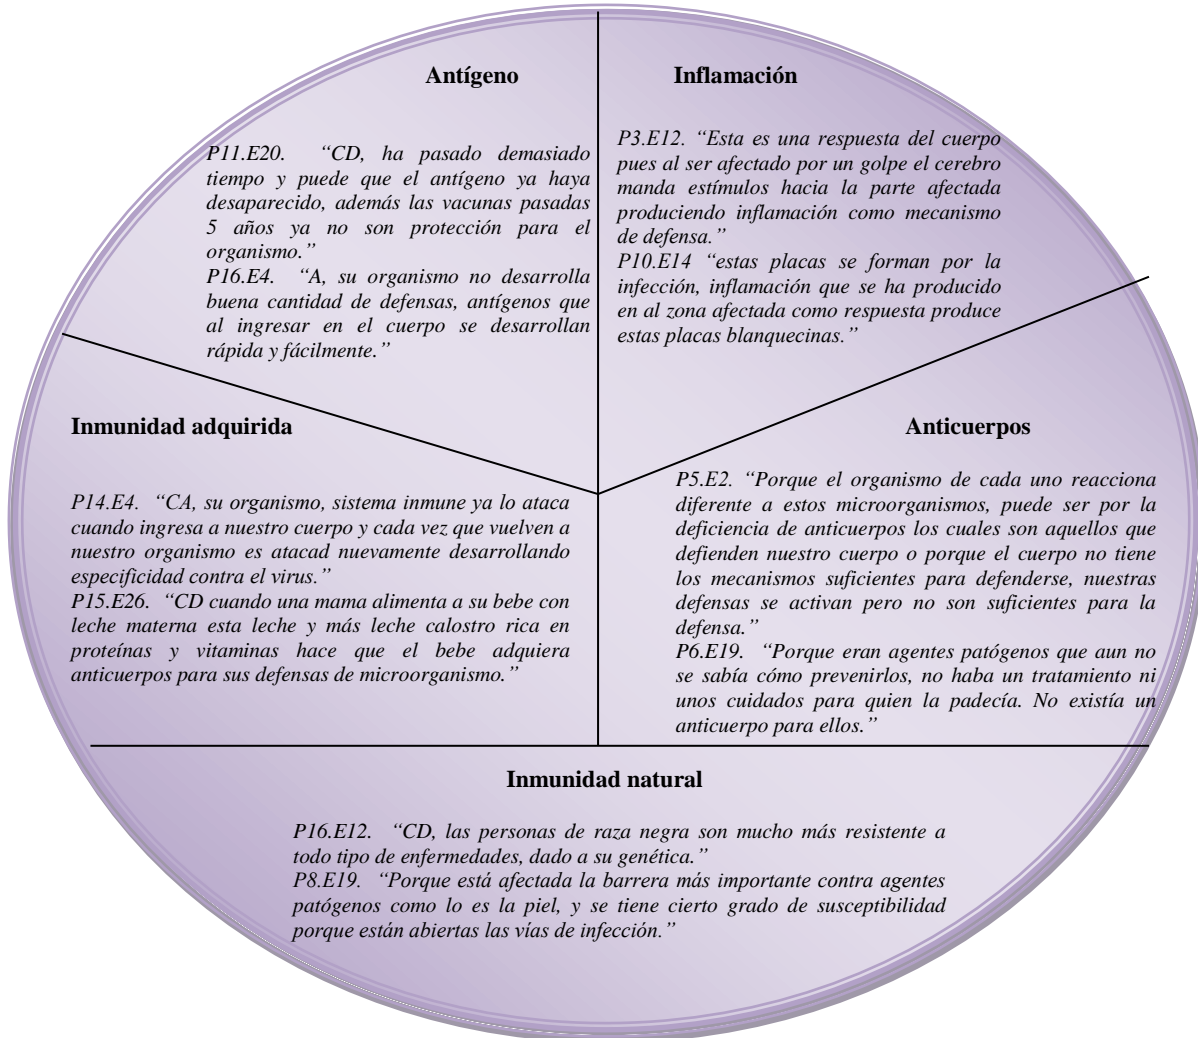 Antígeno
P11.E20. “CD, ha pasado demasiado
tiempo y puede que el antígeno ya haya
desaparecido, además las vacunas pasadas
5 años ya no son protección para el
organismo.”
P16.E4. “A, su organismo no desarrolla
buena cantidad de defensas, antígenos que
al ingresar en el cuerpo se desarrollan
rápida y fácilmente.”
Inflamación
P3.E12. “Esta es una respuesta del cuerpo
pues al ser afectado por un golpe el cerebro
manda estímulos hacia la parte afectada
produciendo inflamación como mecanismo
de defensa.”
P10.E14 “estas placas se forman por la
infección, inflamación que se ha producido
en al zona afectada como respuesta produce
estas placas blanquecinas.”
Inmunidad adquirida
P14.E4. “CA, su organismo, sistema inmune ya lo ataca
cuando ingresa a nuestro cuerpo y cada vez que vuelven a
nuestro organismo es atacad nuevamente desarrollando
especificidad contra el virus.”
P15.E26. “CD cuando una mama alimenta a su bebe con
leche materna esta leche y más leche calostro rica en
proteínas y vitaminas hace que el bebe adquiera
anticuerpos para sus defensas de microorganismo.”
Anticuerpos
P5.E2. “Porque el organismo de cada uno reacciona
diferente a estos microorganismos, puede ser por la
deficiencia de anticuerpos los cuales son aquellos que
defienden nuestro cuerpo o porque el cuerpo no tiene
los mecanismos suficientes para defenderse, nuestras
defensas se activan pero no son suficientes para la
defensa.”
P6.E19. “Porque eran agentes patógenos que aun no
se sabía cómo prevenirlos, no haba un tratamiento ni
unos cuidados para quien la padecía. No existía un
anticuerpo para ellos.”
Inmunidad natural
P16.E12. “CD, las personas de raza negra son mucho más resistente a
todo tipo de enfermedades, dado a su genética.”
P8.E19. “Porque está afectada la barrera más importante contra agentes
patógenos como lo es la piel, y se tiene cierto grado de susceptibilidad
porque están abiertas las vías de infección.”